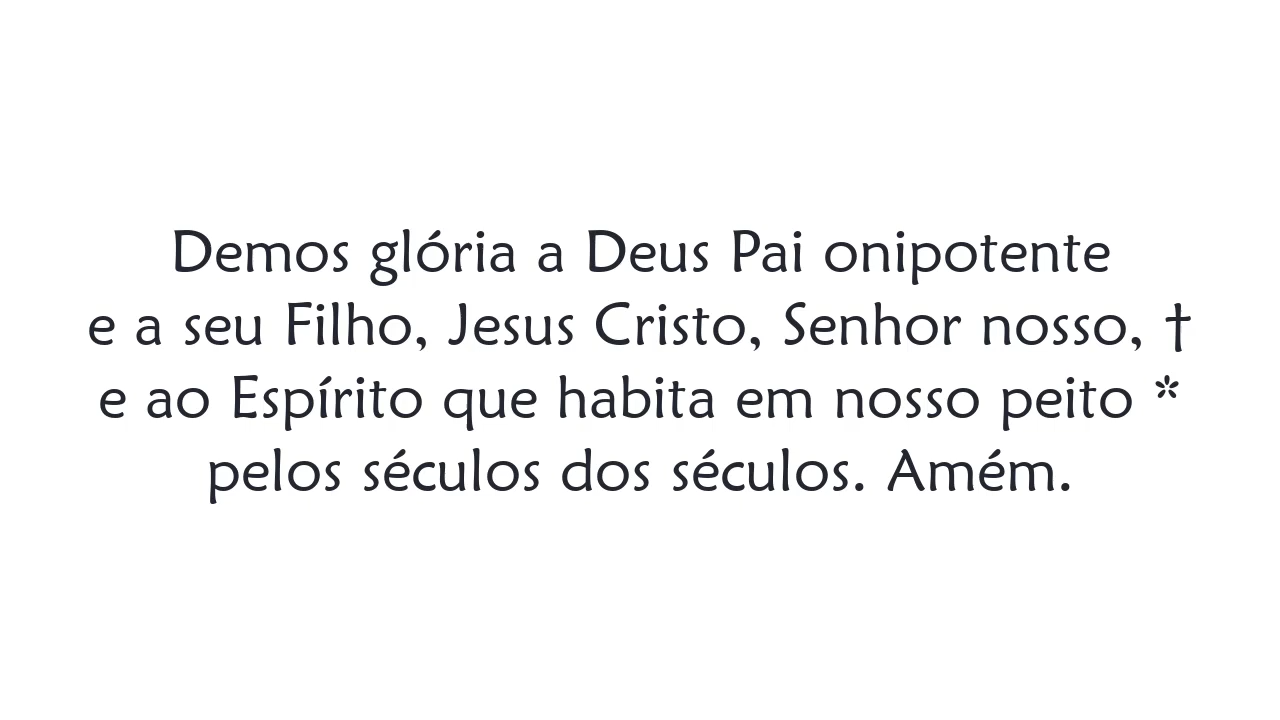 Demos glória a Deus Pai onipotente
e a seu Filho, Jesus Cristo, Senhor nosso, †
e ao Espírito que habita em nosso peito *
pelos séculos dos séculos. Amém.